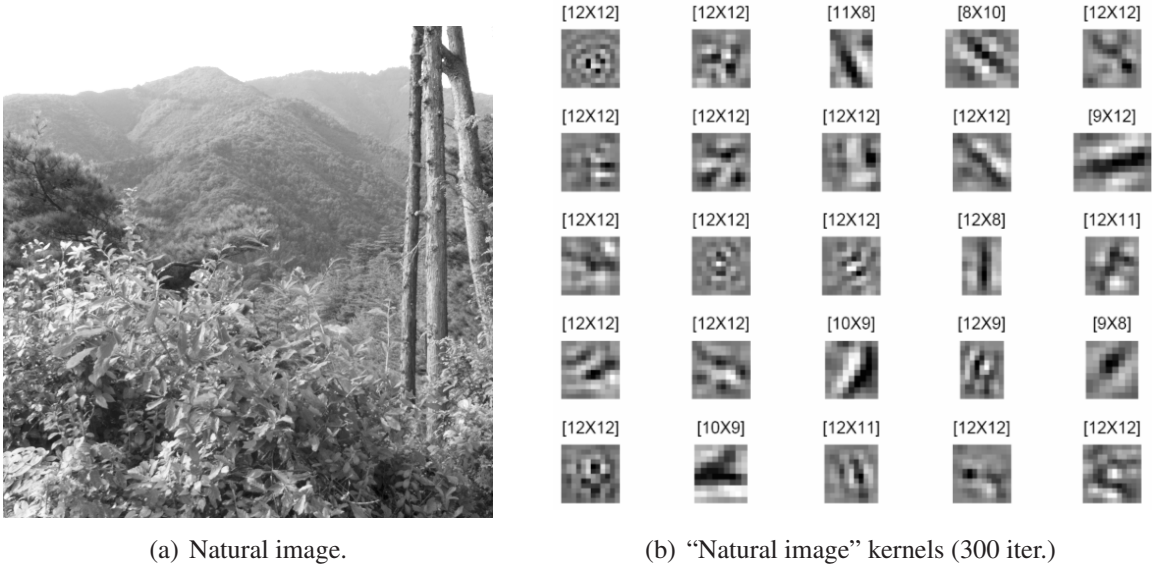 [12X12] [12X12] [11X8] [8X10] [12X12]
[12X12] [12X12] [12X12] [12X12] [9X12]
[12X12] [12X12] [12X12] [12X8] [12X11]
[12X12] [12X12] [10X9] [12X9] [9X8]
[12X12] [10X9] [12X11] [12X12] [12X12]
(a) Natural image. (b) “Natural image” kernels (300 iter.)